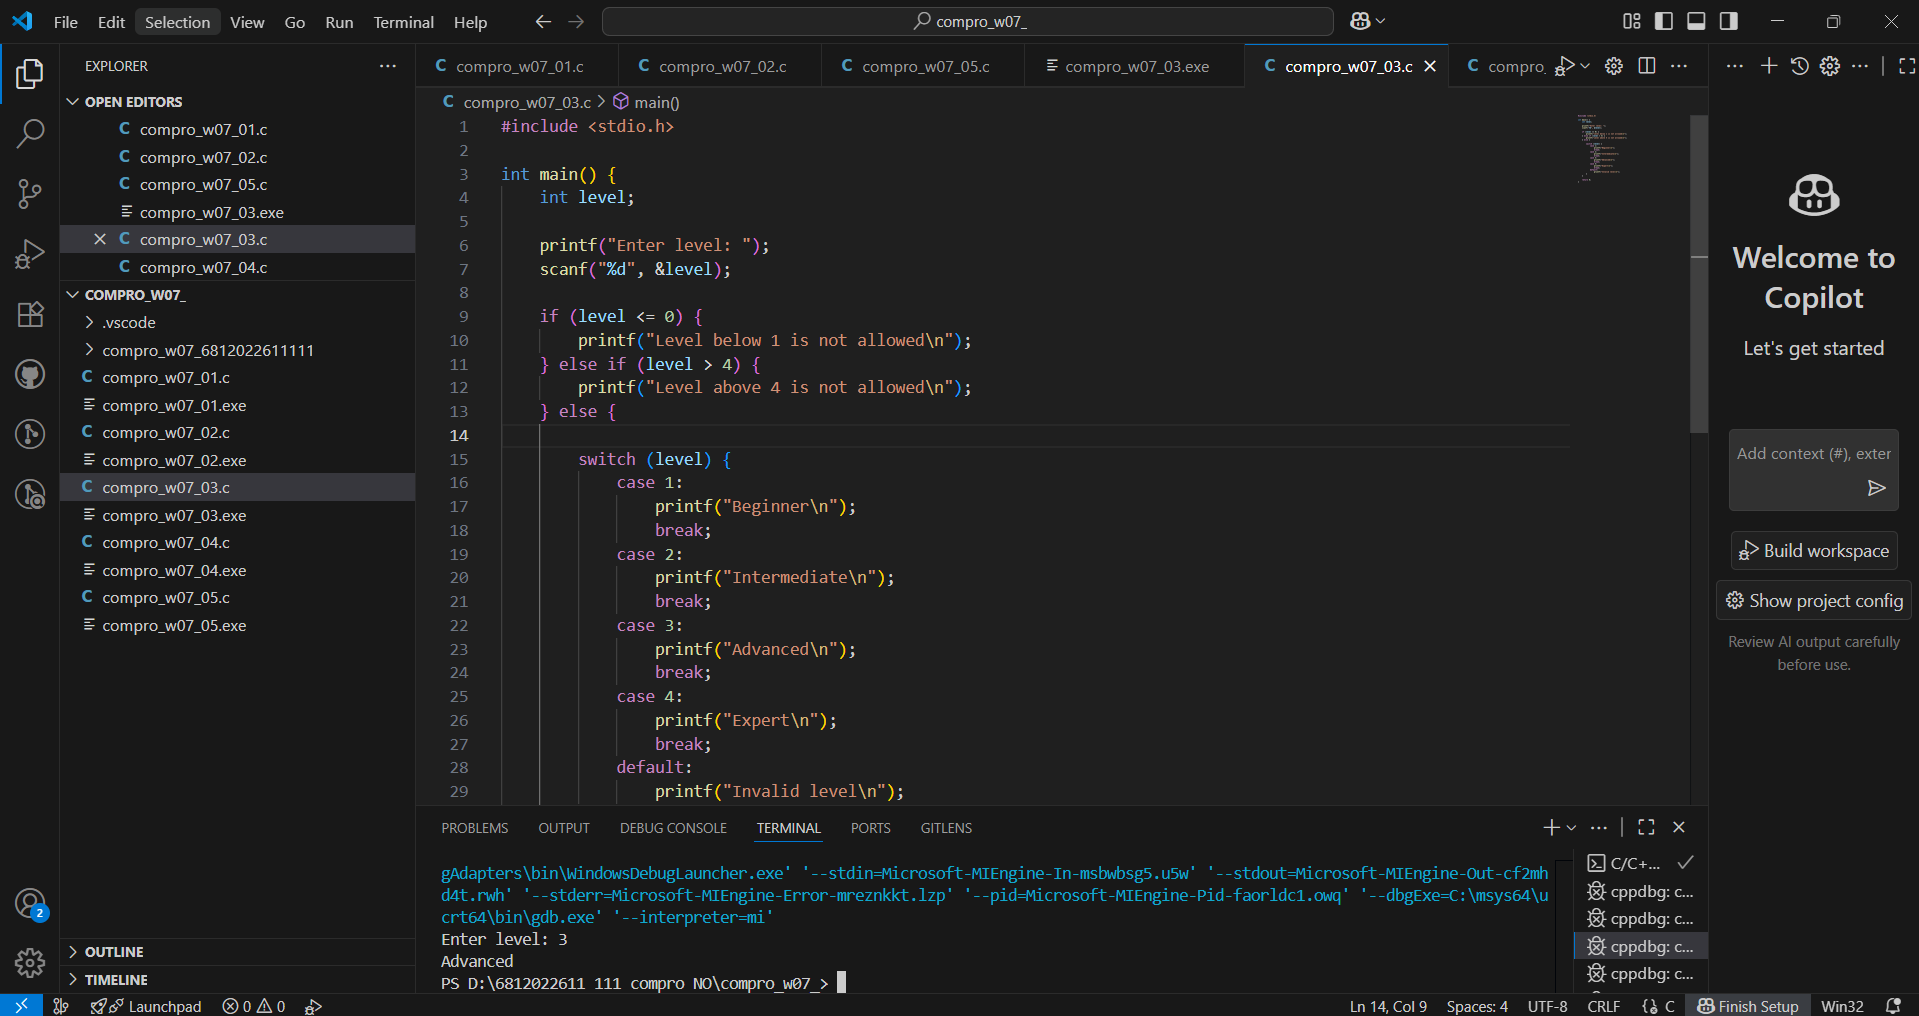 File Edit Selection View Go Run Terminal Help
compro_w07_
EXPLORER
OPEN EDITORS
C compro_w07_01.c
C compro_w07_02.c
C compro_w07_05.c
compro_w07_03.exe
C compro_w07_03.c
C compro_w07_04.c
COMPRO_W07_
.vscode
compro_w07_6812022611111
C compro_w07_01.c
compro_w07_01.exe
C compro_w07_02.c
compro_w07_02.exe
C compro_w07_03.c
compro_w07_03.exe
C compro_w07_04.c
compro_w07_04.exe
C compro_w07_05.c
compro_w07_05.exe
OUTLINE
TIMELINE
2
C compro_w07_01.c C compro_w07_02.c C compro_w07_05.c compro_w07_03.exe C compro_w07_03.c C compro_
C compro_w07_03.c > main()
1 #include <stdio.h>
2
3 int main() {
4 int level;
5
6 printf("Enter level: ");
7 scanf("%d", &level);
8
9 if (level <= 0) {
10 printf("Level below 1 is not allowed\n");
11 } else if (level > 4) {
12 printf("Level above 4 is not allowed\n");
13 } else {
14
15 switch (level) {
16 case 1:
17 printf("Beginner\n");
18 break;
19 case 2:
20 printf("Intermediate\n");
21 break;
22 case 3:
23 printf("Advanced\n");
24 break;
25 case 4:
26 printf("Expert\n");
27 break;
28 default:
29 printf("Invalid level\n");
PROBLEMS OUTPUT DEBUG CONSOLE TERMINAL PORTS GITLENS
gAdapters\bin\WindowsDebugLauncher.exe' '--stdin=Microsoft-MIEngine-In-msbwbsg5.u5w' '--stdout=Microsoft-MIEngine-Out-cf2mh
d4t.rwh' '--stderr=Microsoft-MIEngine-Error-mreznkkt.lzp' '--pid=Microsoft-MIEngine-Pid-faorldc1.owq' '--dbgExe=C:\msys64\u
crt64\bin\gdb.exe' '--interpreter=mi'
Enter level: 3
Advanced
PS D:\6812022611 111 compro NO\compro_w07_>
C/C+...
cppdbg: c...
cppdbg: c...
cppdbg: c...
cppdbg: c...
Welcome to
Copilot
Let's get started
Add context (#), exter
Build workspace
Show project config
Review AI output carefully
before use.
Launchpad 0 0 Ln 14, Col 9 Spaces: 4 UTF-8 CRLF {} C Finish Setup Win32